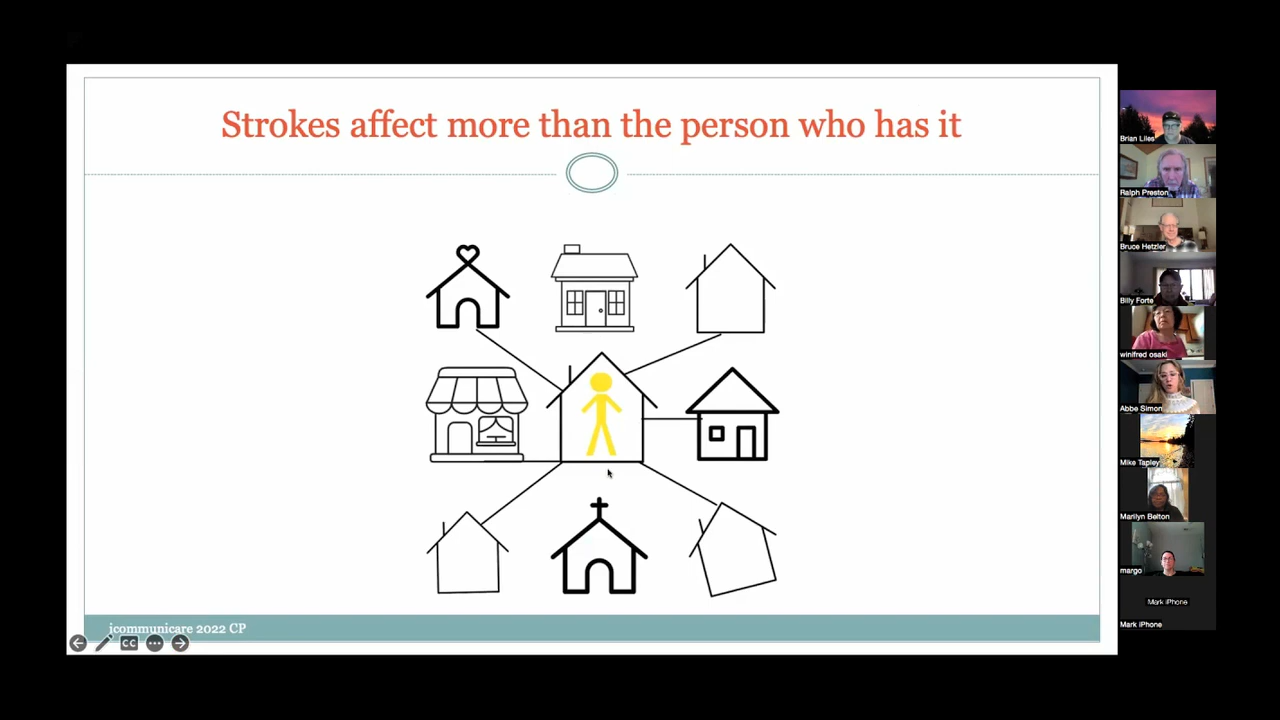 Strokes affect more than the person who has it
jcommunicare 2022 CP
CC
Brian Liles
Ralph Preston
Bruce Hetzler
Billy Forte
winifred osaki
Abbe Simon
Mike Tapley
Marilyn Belton
margo
Mark iPhone
Mark iPhone